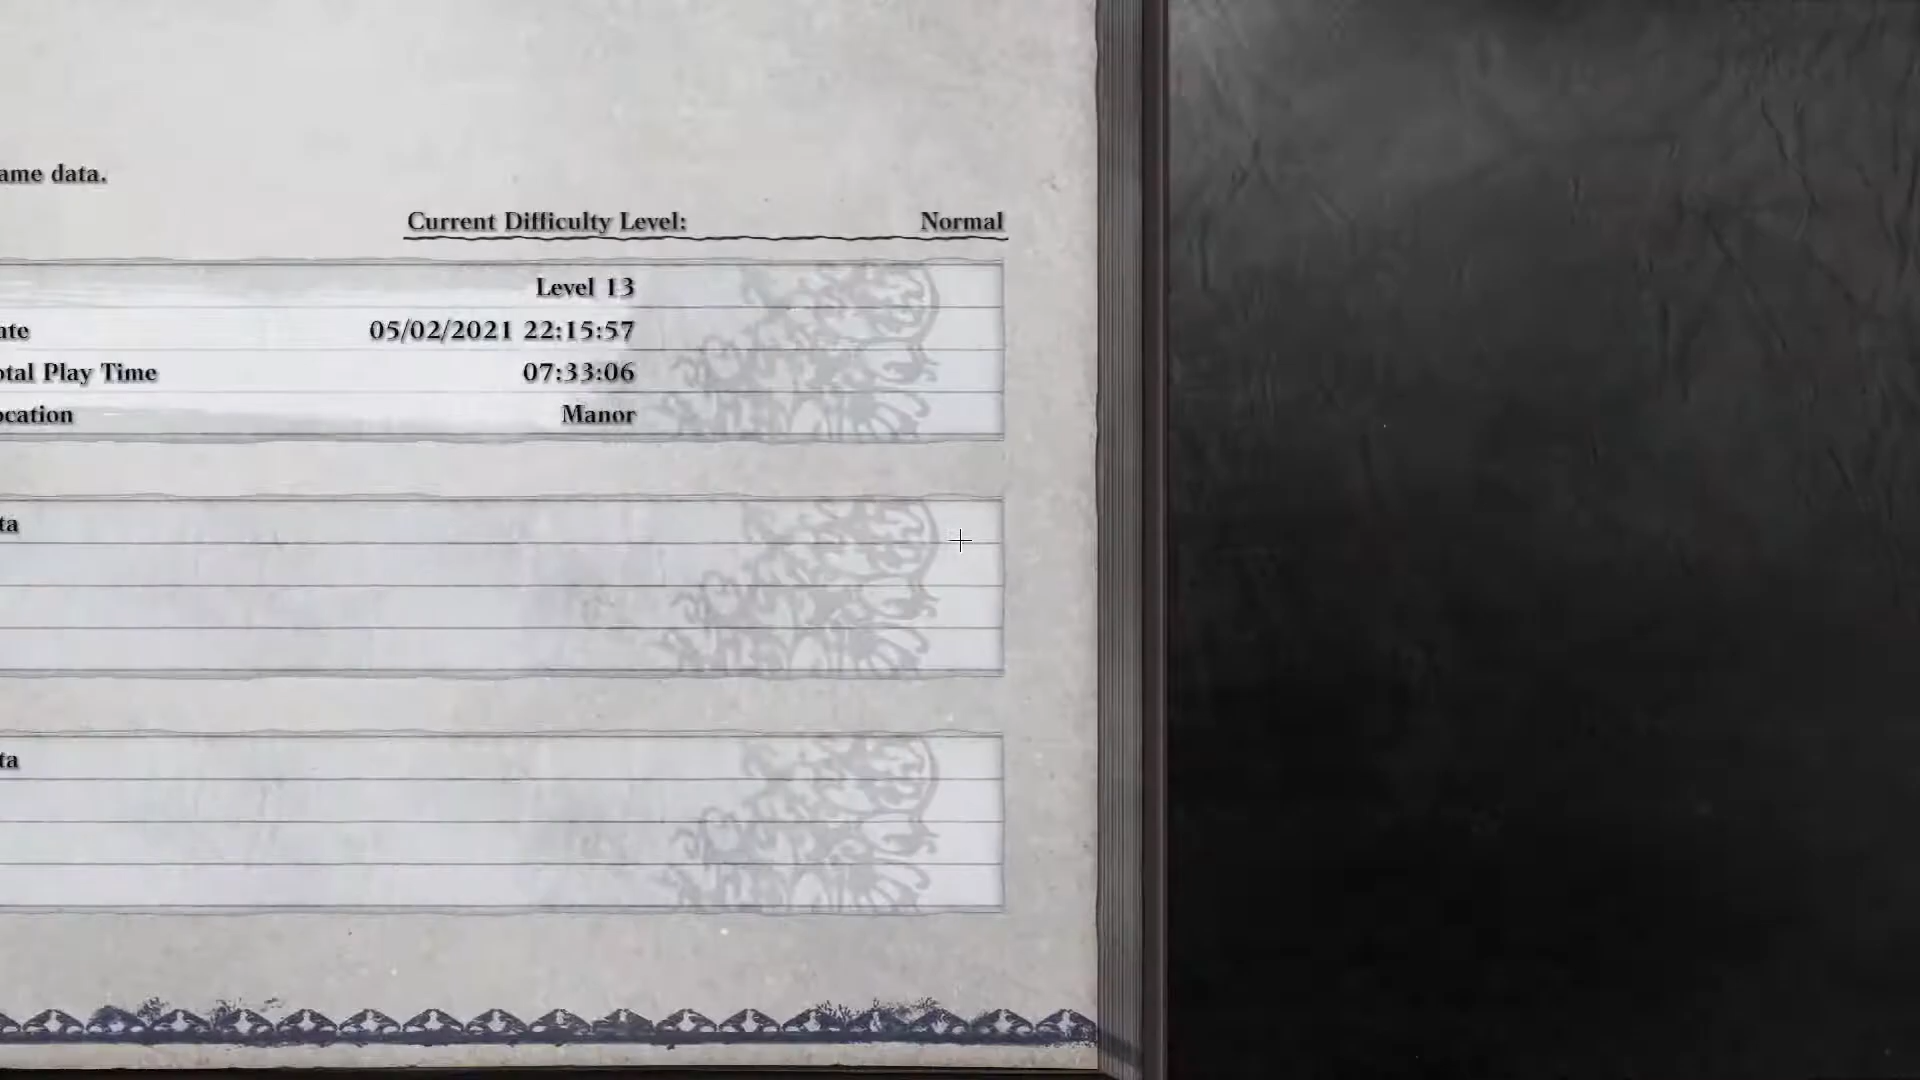 ame data.
Current Difficulty Level: Normal
Level 13
ate 05/02/2021 22:15:57
otal Play Time 07:33:06
ocation Manor
ta
ta